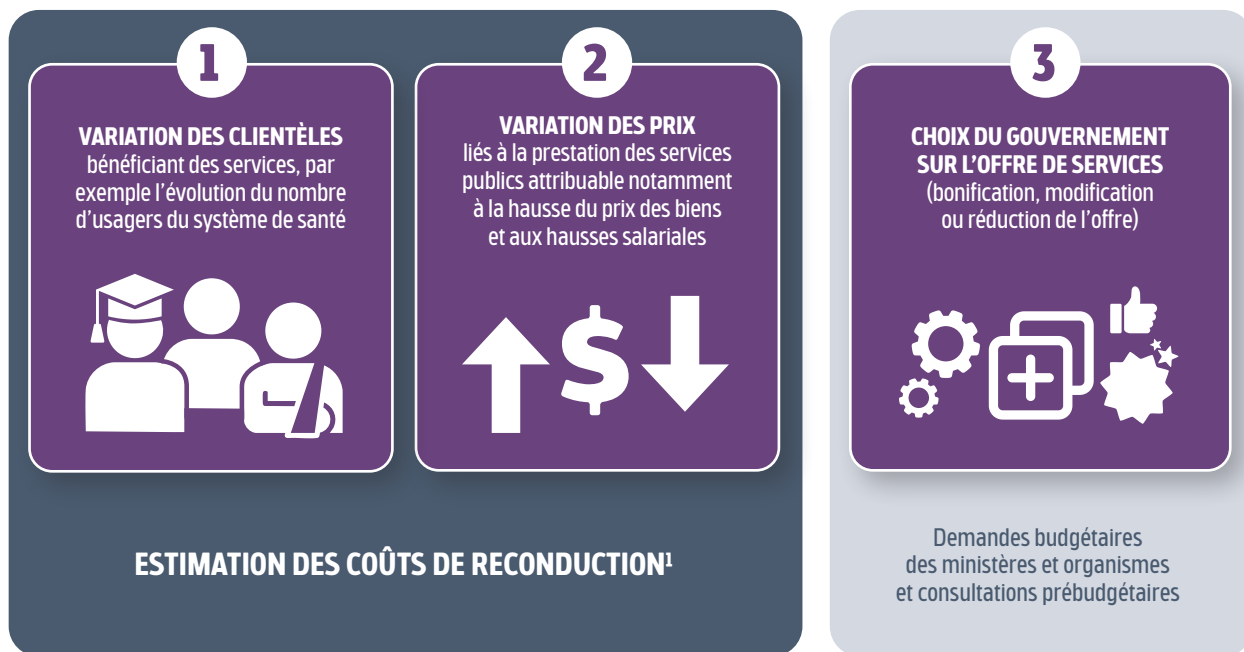 1
VARIATION DES CLIENTÈLES
bénéficiant des services, par
exemple l'évolution du nombre
d'usagers du système de santé
2
VARIATION DES PRIX
liés à la prestation des services
publics attribuable notamment
à la hausse du prix des biens
et aux hausses salariales
$
ESTIMATION DES COÛTS DE RECONDUCTION¹
3
CHOIX DU GOUVERNEMENT
SUR L'OFFRE DE SERVICES
(bonification, modification
ou réduction de l'offre)
Demandes budgétaires
des ministères et organismes
et consultations prébudgétaires